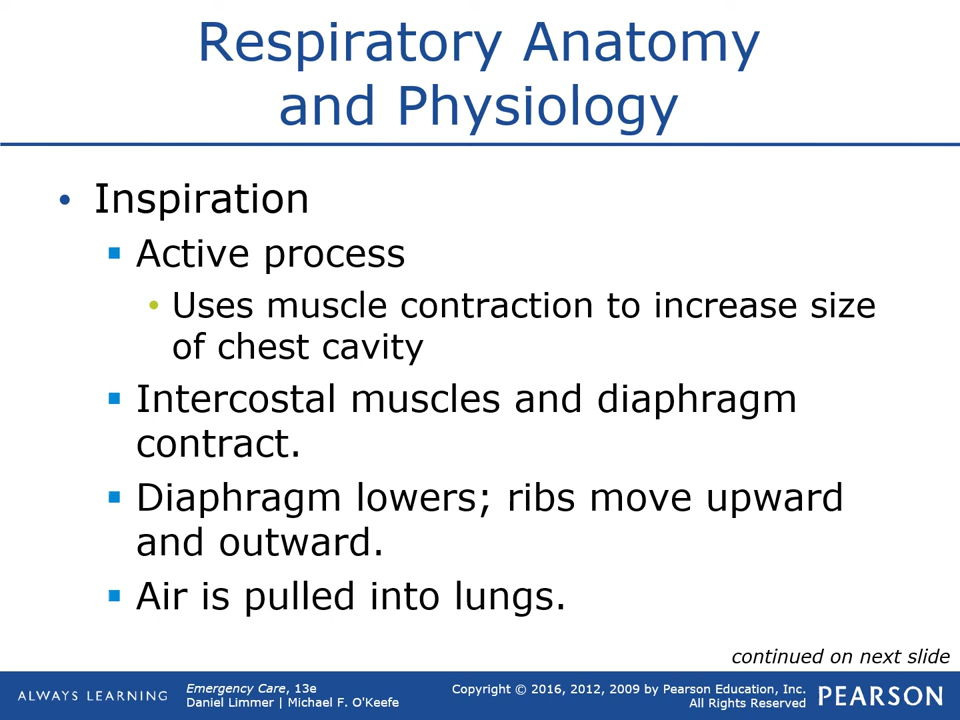 Respiratory Anatomy
and Physiology
• Inspiration
▪ Active process
• Uses muscle contraction to increase size
of chest cavity
▪ Intercostal muscles and diaphragm
contract.
▪ Diaphragm lowers; ribs move upward
and outward.
▪ Air is pulled into lungs.
continued on next slide
ALWAYS LEARNING
Emergency Care, 13e
Daniel Limmer | Michael F. O'Keefe
Copyright © 2016, 2012, 2009 by Pearson Education, Inc.
All Rights Reserved
PEARSON